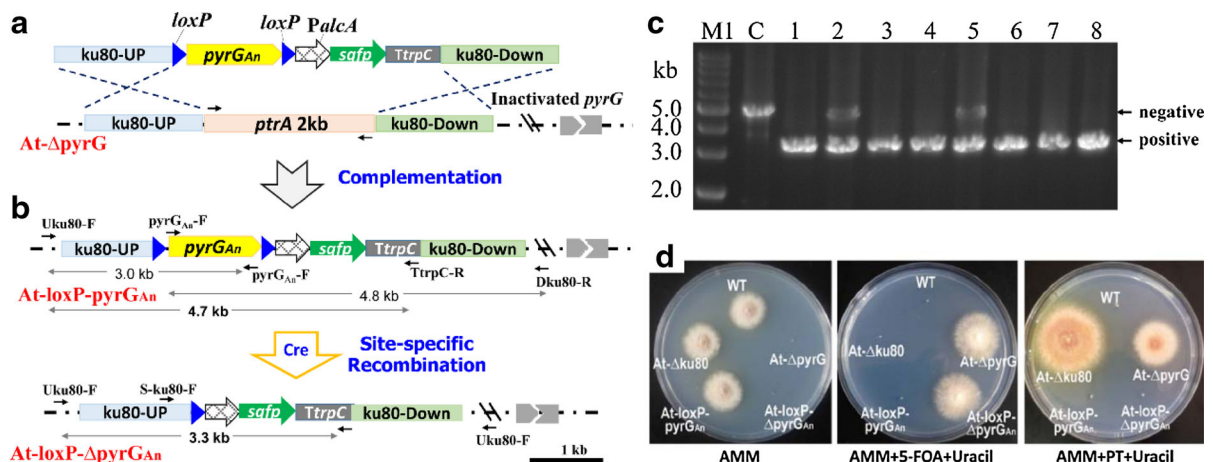 a
loxP
loxP
PalcA
ku80-UP
pyrGAn
sgfp
TtrpC
ku80-Down
Inactivated pyrG
ku80-UP
ptrA 2kb
ku80-Down
At-ΔpyrG
Complementation
b
Uku80-F
pyrGAn-F
ku80-UP
pyrGAn
sgfp
TtrpC
ku80-Down
3.0 kb
pyrGAn-F
TtrpC-R
Dku80-R
At-loxP-pyrGAn
4.8 kb
4.7 kb
Cre
Site-specific
Recombination
Uku80-F
S-ku80-F
ku80-UP
sgfp
TtrpC
ku80-Down
3.3 kb
Uku80-F
At-loxP-ΔpyrGAn
1 kb
c
M1 C 1 2 3 4 5 6 7 8
kb
5.0
4.0
3.0
2.0
negative
positive
d
WT
At-Δku80
At-ΔpyrG
At-loxP-
pyrGAn
At-loxP-
ΔpyrGAn
AMM
WT
At-Δku80
At-ΔpyrG
At-loxP-
pyrGAn
At-loxP-
ΔpyrGAn
AMM+5-FOA+Uracil
WT
At-Δku80
At-ΔpyrG
At-loxP-
pyrGAn
At-loxP-
ΔpyrGAn
AMM+PT+Uracil